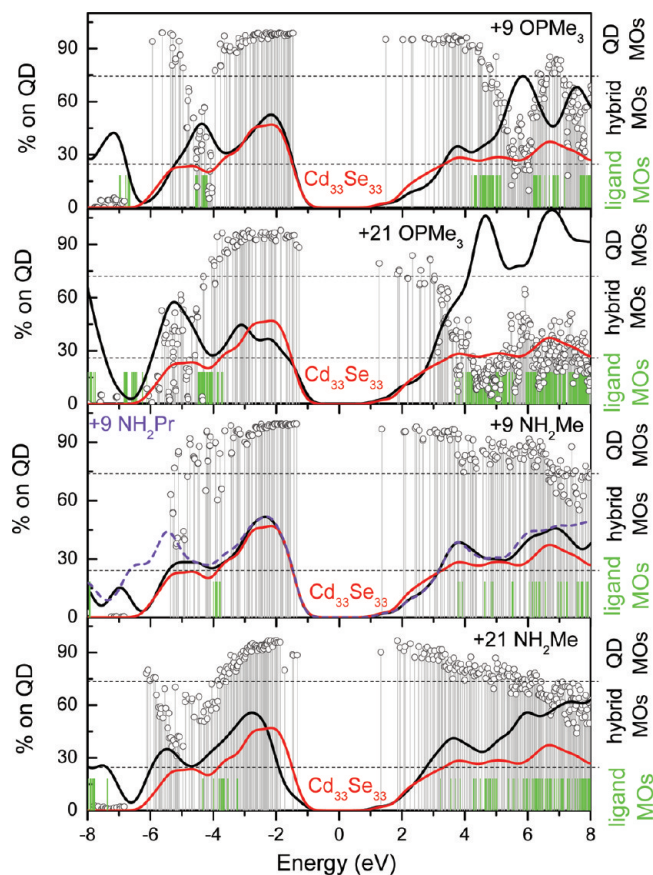 +9 OPMe3
Cd33Se33
% on QD
90
60
30
0
QD MOs
hybrid MOs
ligand MOs
+21 OPMe3
Cd33Se33
% on QD
90
60
30
0
QD MOs
hybrid MOs
ligand MOs
+9 NH2Pr
+9 NH2Me
Cd33Se33
% on QD
90
60
30
0
QD MOs
hybrid MOs
ligand MOs
+21 NH2Me
Cd33Se33
% on QD
90
60
30
0
QD MOs
hybrid MOs
ligand MOs
-8 -6 -4 -2 0 2 4 6 8
Energy (eV)